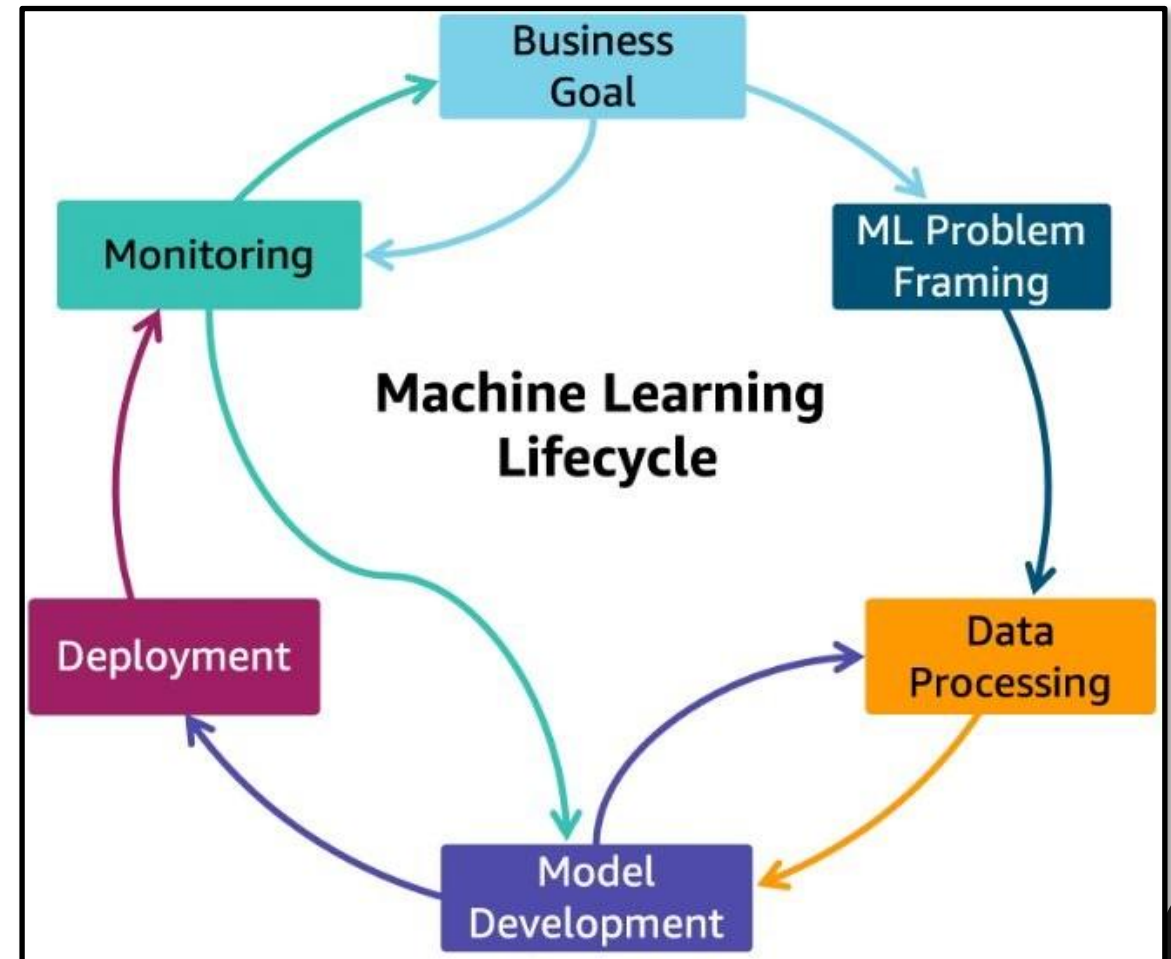 Business
Goal
Monitoring
ML Problem
Framing
Machine Learning
Lifecycle
Deployment
Data
Processing
Model
Development